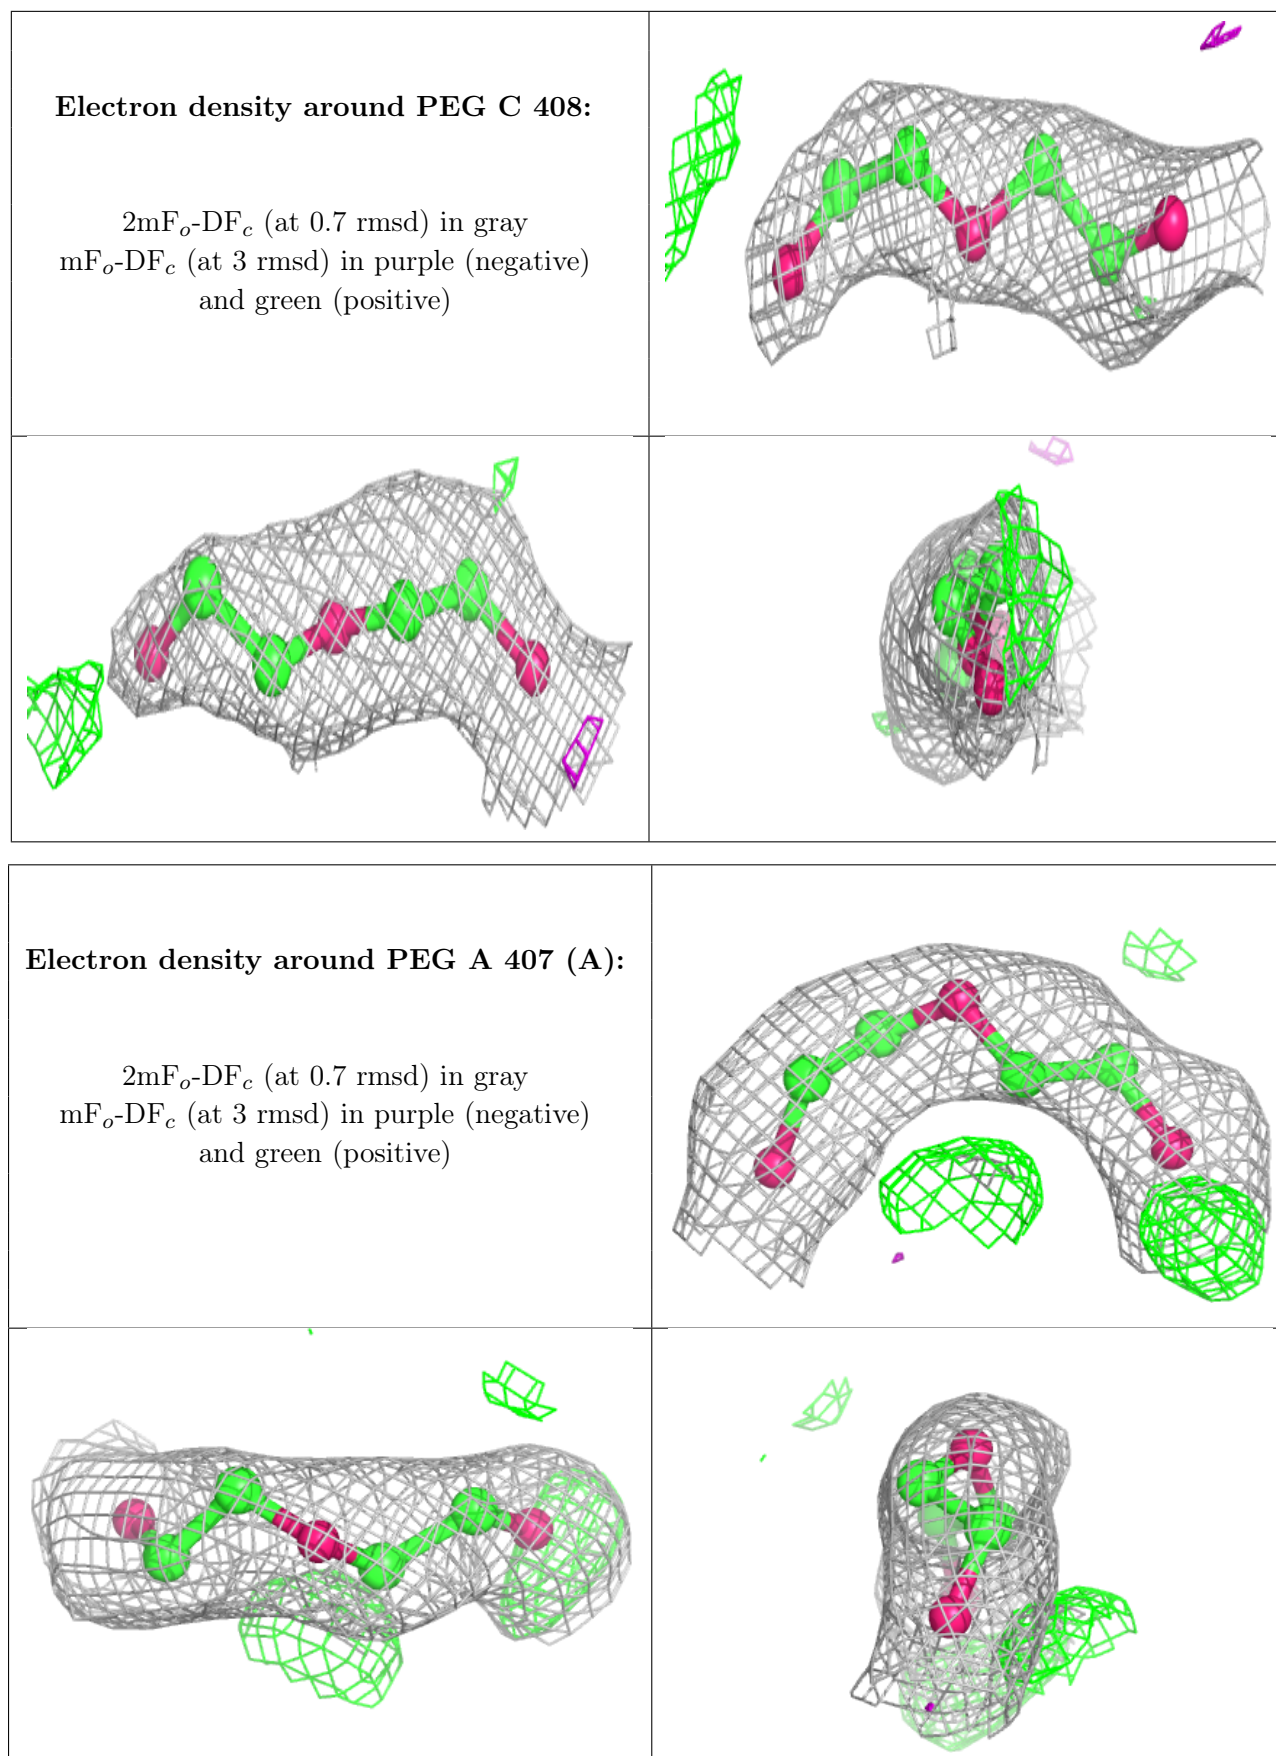 Electron density around PEG C 408:
2mFo-DFc (at 0.7 rmsd) in gray
mFo-DFc (at 3 rmsd) in purple (negative)
and green (positive)
Electron density around PEG A 407 (A):
2mFo-DFc (at 0.7 rmsd) in gray
mFo-DFc (at 3 rmsd) in purple (negative)
and green (positive)